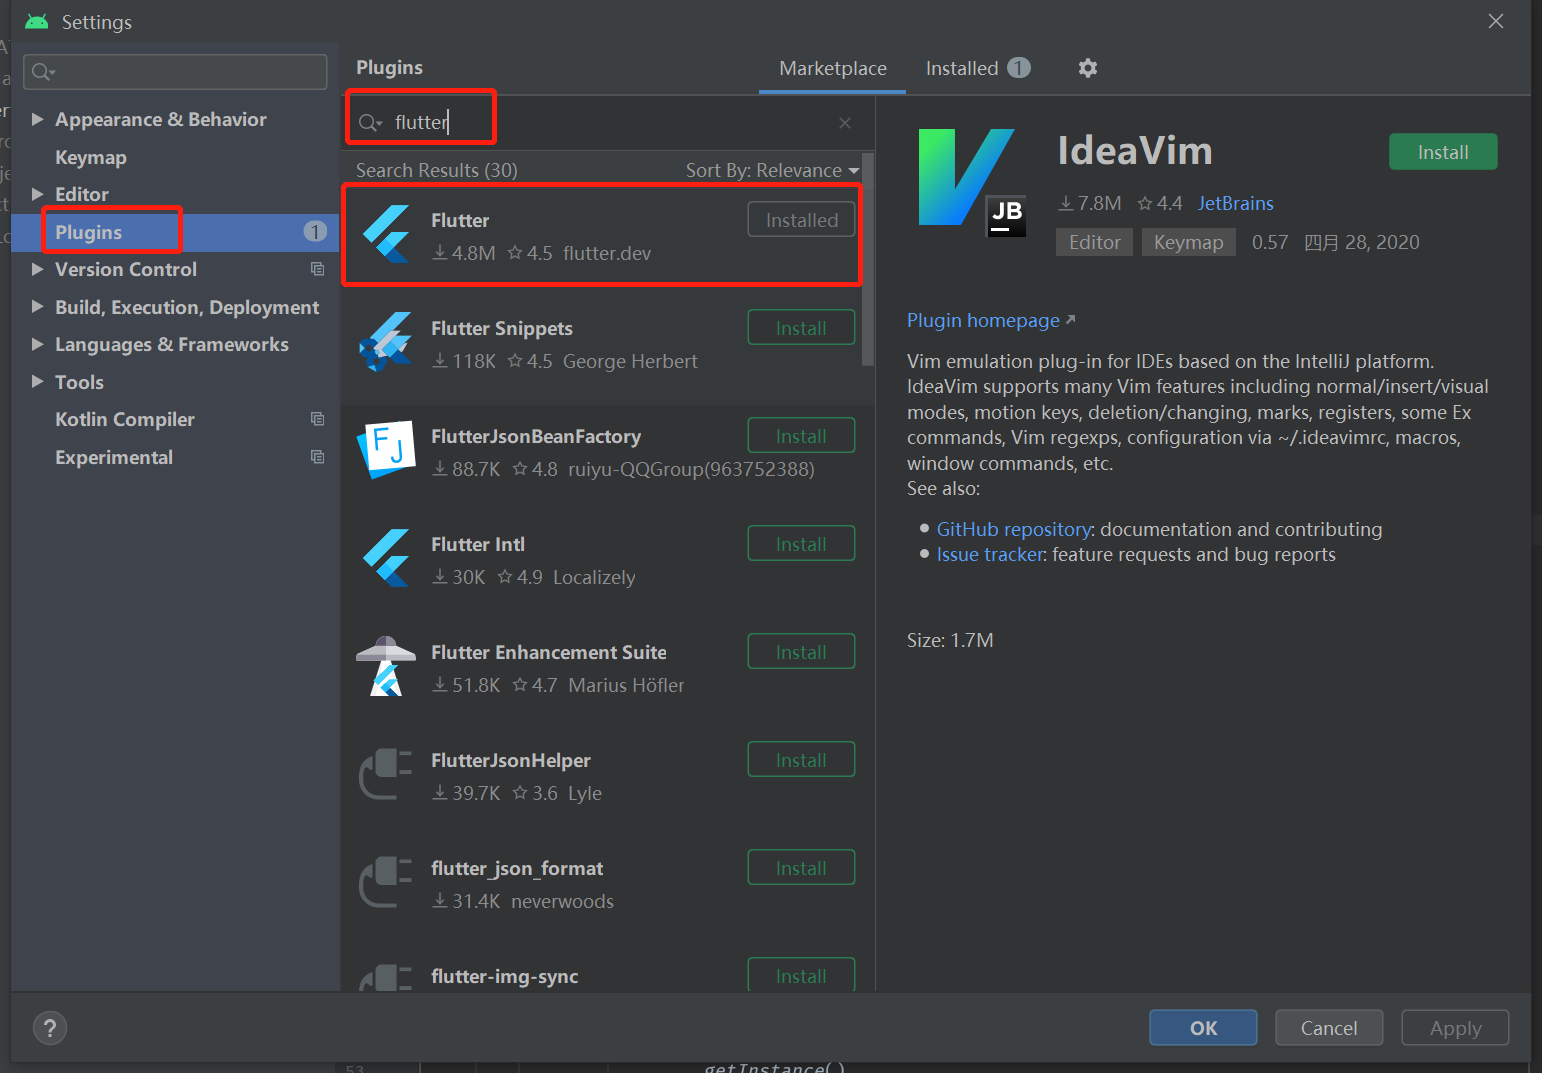 Settings
Appearance & Behavior
Keymap
Editor
Plugins
1
Version Control
Build, Execution, Deployment
Languages & Frameworks
Tools
Kotlin Compiler
Experimental
Plugins
Marketplace
Installed 1
flutter
Search Results (30)
Sort By: Relevance
Flutter
Installed
4.8M 4.5 flutter.dev
Flutter Snippets
Install
118K 4.5 George Herbert
FJ
FlutterJsonBeanFactory
Install
88.7K 4.8 ruiyu-QQGroup(963752388)
Flutter Intl
Install
30K 4.9 Localizely
Flutter Enhancement Suite
Install
51.8K 4.7 Marius Höfler
FlutterJsonHelper
Install
39.7K 3.6 Lyle
flutter_json_format
Install
31.4K neverwoods
flutter-img-sync
Install
JB
IdeaVim
Install
7.8M 4.4 JetBrains
Editor Keymap 0.57 四月 28, 2020
Plugin homepage
Vim emulation plug-in for IDEs based on the IntelliJ platform.
IdeaVim supports many Vim features including normal/insert/visual
modes, motion keys, deletion/changing, marks, registers, some Ex
commands, Vim regexps, configuration via ~/.ideavimrc, macros,
window commands, etc.
See also:
GitHub repository: documentation and contributing
Issue tracker: feature requests and bug reports
Size: 1.7M
?
OK
Cancel
Apply
53
getInstance()